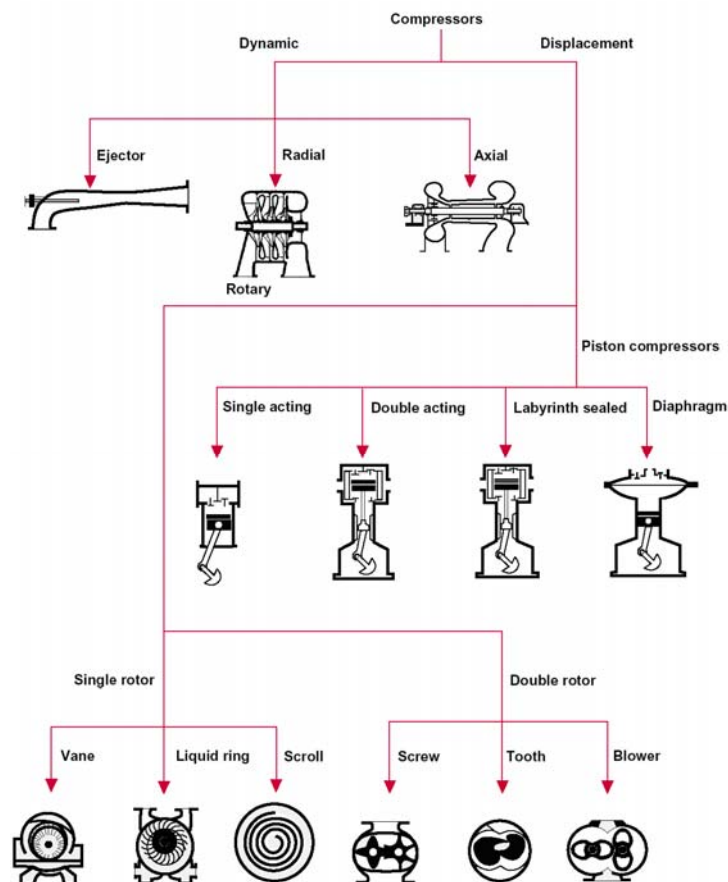 Compressors
Dynamic
Displacement
Ejector
Radial
Axial
Rotary
Piston compressors
Single acting
Double acting
Labyrinth sealed
Diaphragm
Single rotor
Double rotor
Vane
Liquid ring
Scroll
Screw
Tooth
Blower